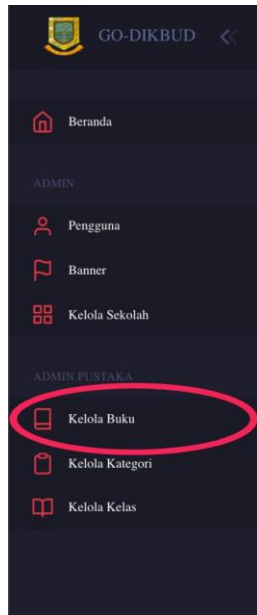 GO-DIKBUD
Beranda
ADMIN
Pengguna
Banner
Kelola Sekolah
ADMIN PUSTAKA
Kelola Buku
Kelola Kategori
Kelola Kelas